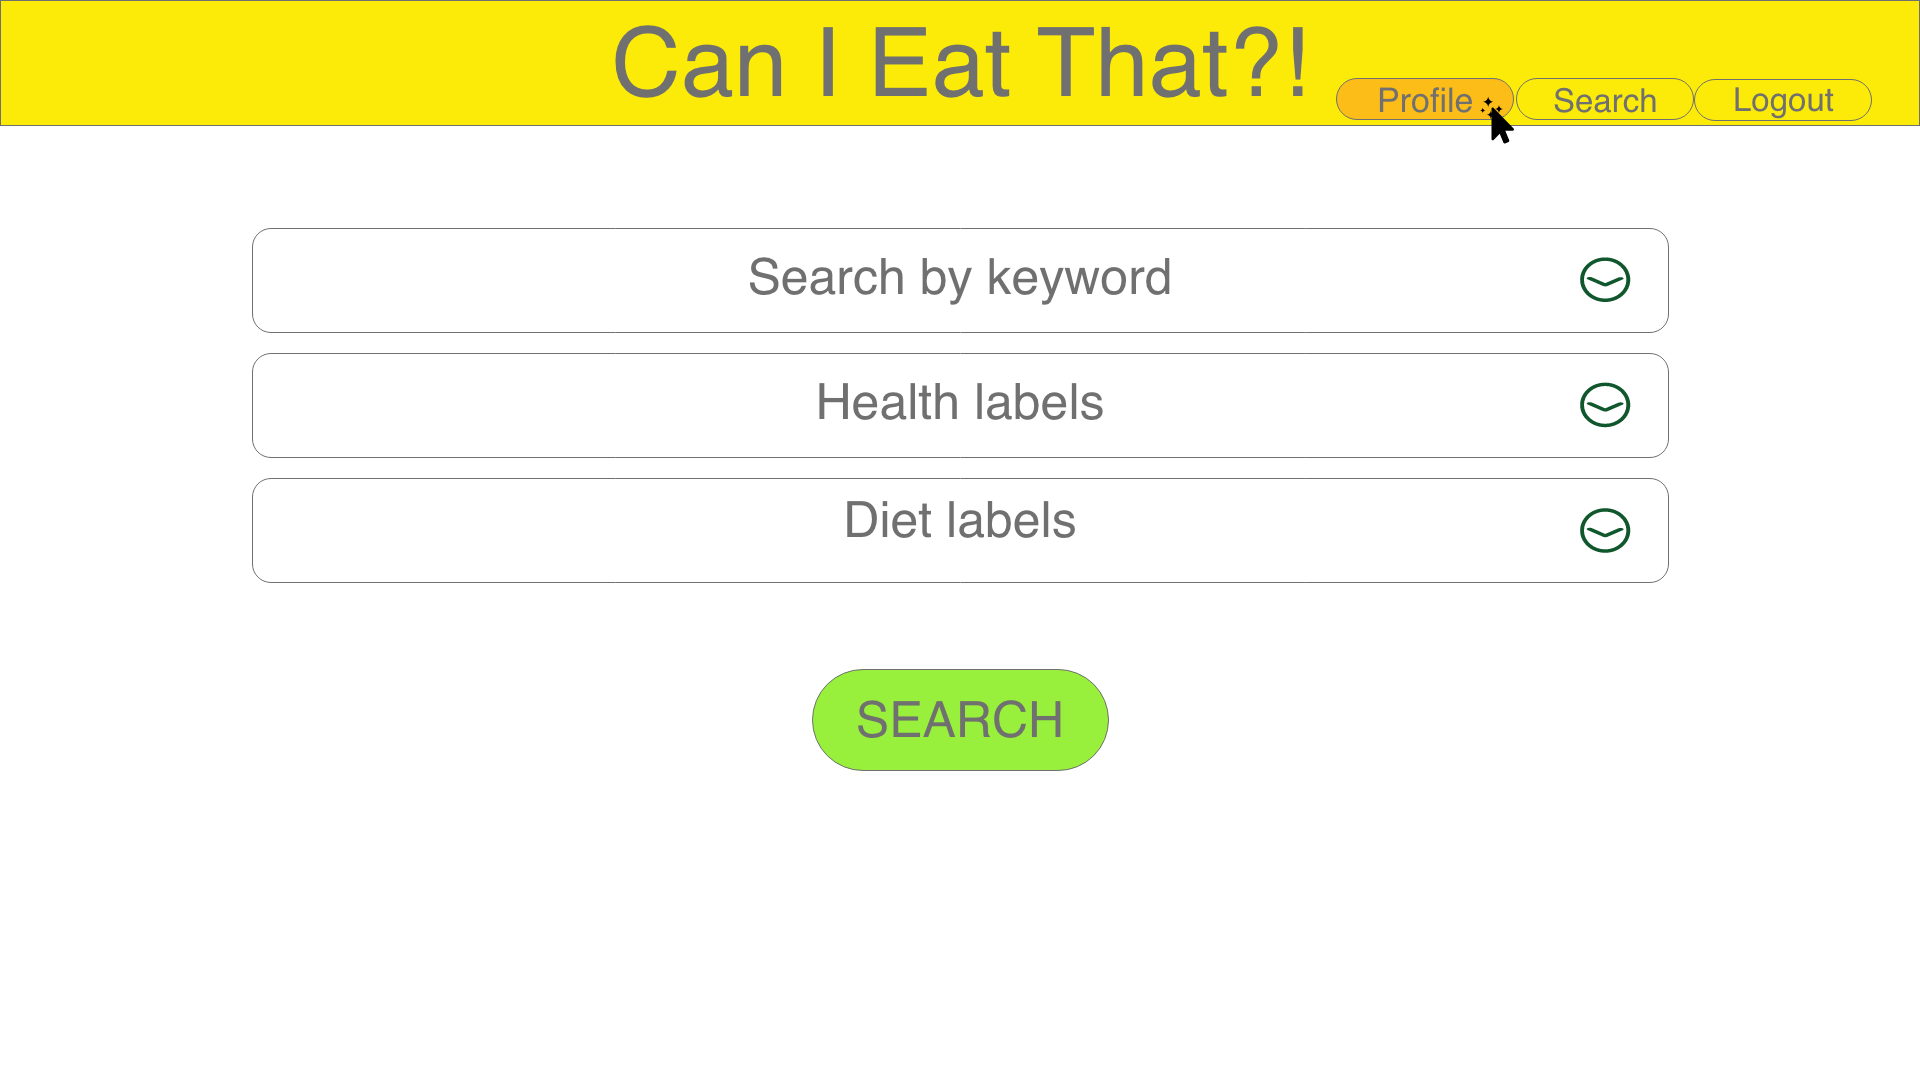 Can I Eat That?!
Profile
Search
Logout
Search by keyword
Health labels
Diet labels
SEARCH